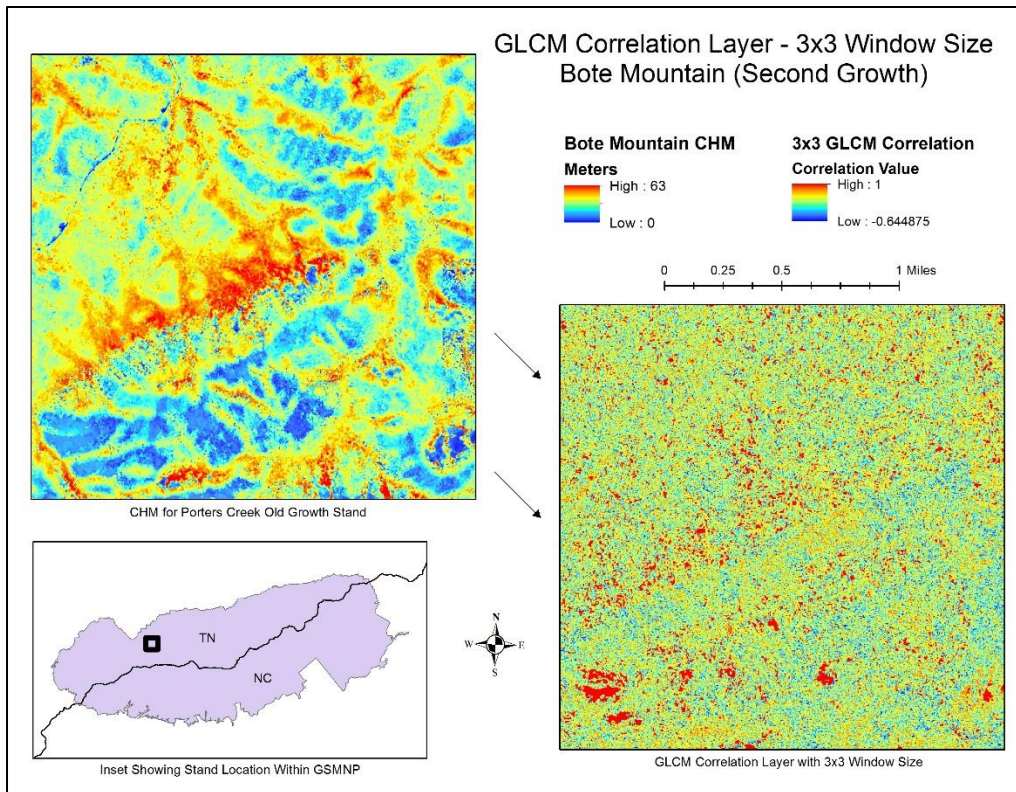 GLCM Correlation Layer - 3x3 Window Size
Bote Mountain (Second Growth)
Bote Mountain CHM
Meters
High : 63
Low : 0
3x3 GLCM Correlation
Correlation Value
High : 1
Low : -0.644875
0 0.25 0.5 1 Miles
CHM for Porters Creek Old Growth Stand
TN
NC
Inset Showing Stand Location Within GSMNP
N
W E
S
GLCM Correlation Layer with 3x3 Window Size